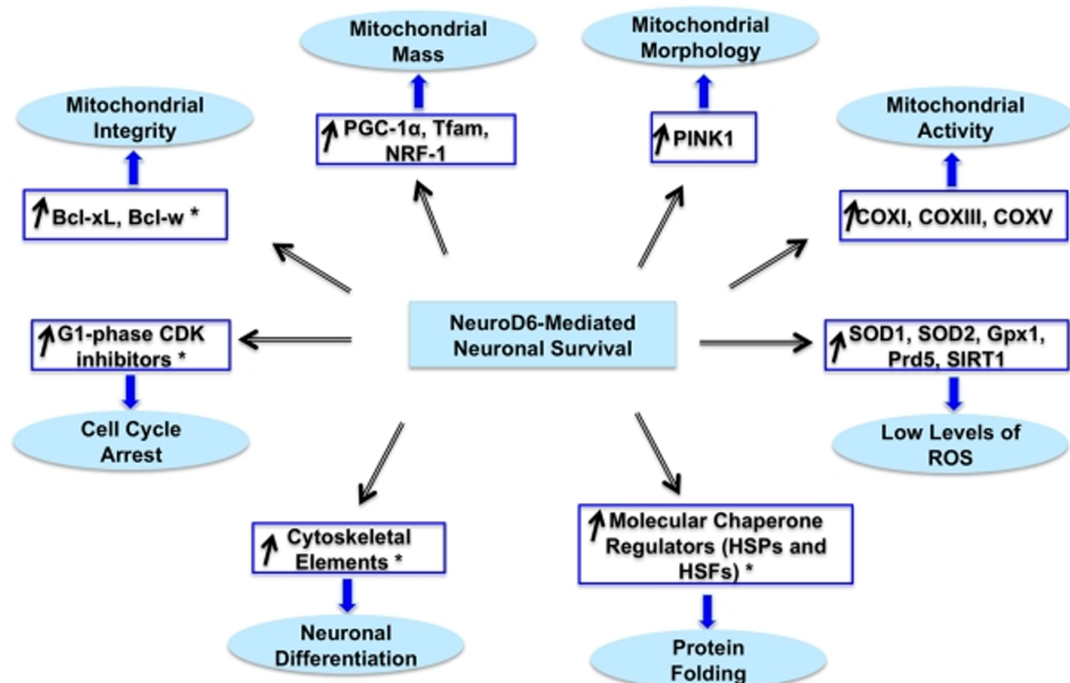 Mitochondrial
Mass
Mitochondrial
Morphology
Mitochondrial
Integrity
Mitochondrial
Activity
PGC-1α, Tfam,
NRF-1
PINK1
Bcl-xL, Bcl-w *
COXI, COXIII, COXV
NeuroD6-Mediated
Neuronal Survival
G1-phase CDK
inhibitors *
SOD1, SOD2, Gpx1,
Prd5, SIRT1
Cell Cycle
Arrest
Low Levels of
ROS
Cytoskeletal
Elements *
Molecular Chaperone
Regulators (HSPs and
HSFs) *
Neuronal
Differentiation
Protein
Folding